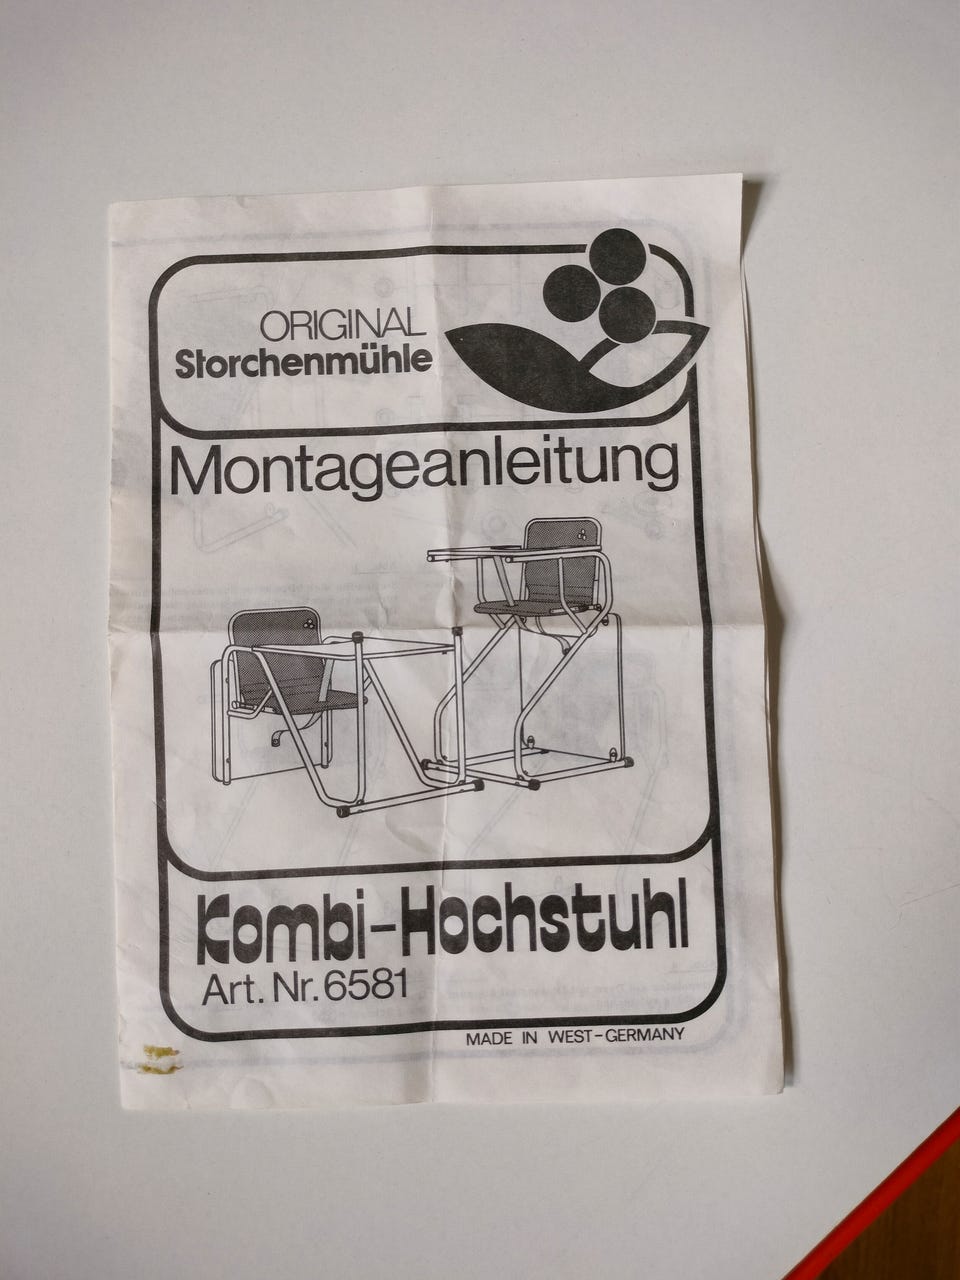 ORIGINAL
Storchenmühle
Montageanleitung
Kombi-Hochstuhl
Art. Nr. 6581
MADE IN WEST-GERMANY